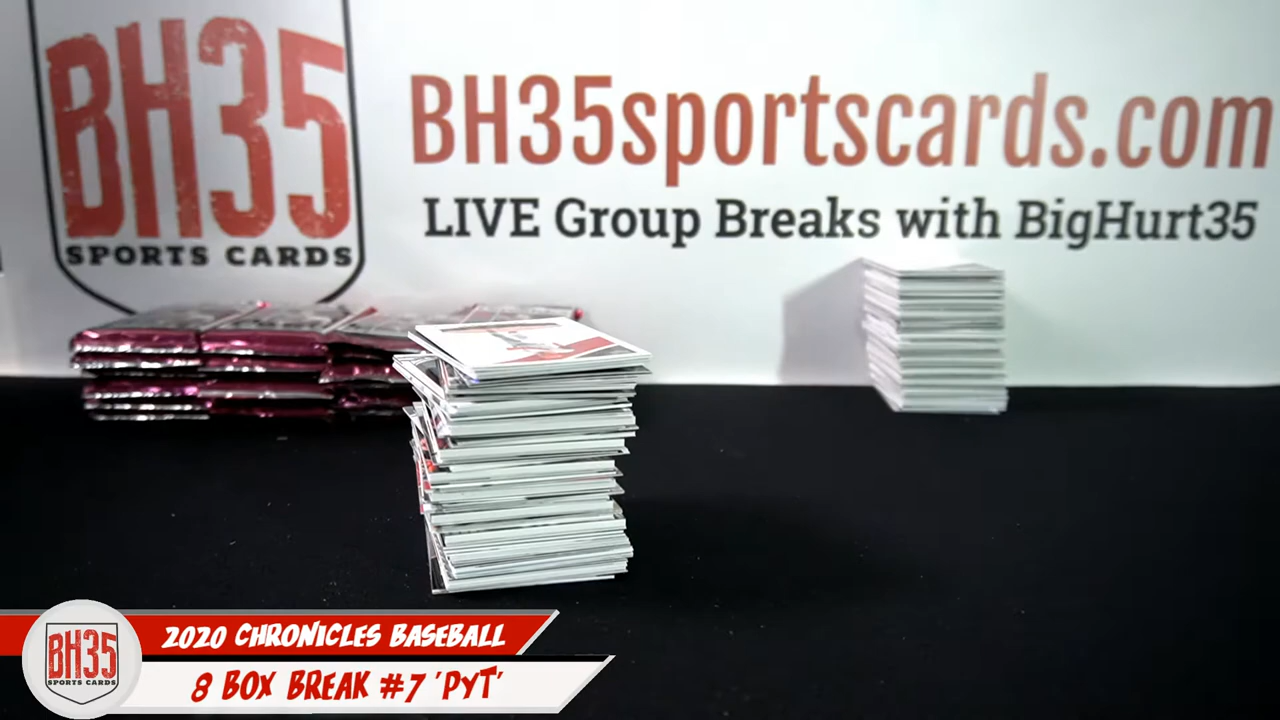 BH35
SPORTS CARDS
BH35sportscards.com
LIVE Group Breaks with BigHurt35
BH35
SPORTS CARDS
2020 CHRONICLES BASEBALL
8 BOX BREAK #7 'PYT'